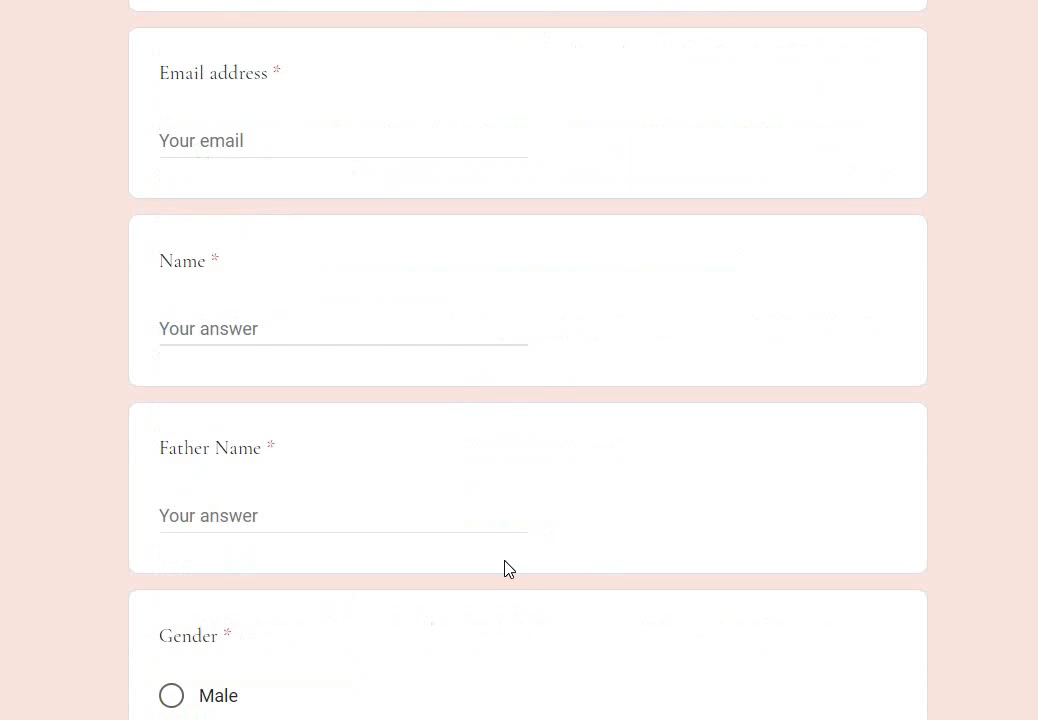 Email address *
Your email
Name *
Your answer
Father Name *
Your answer
Gender *
Male